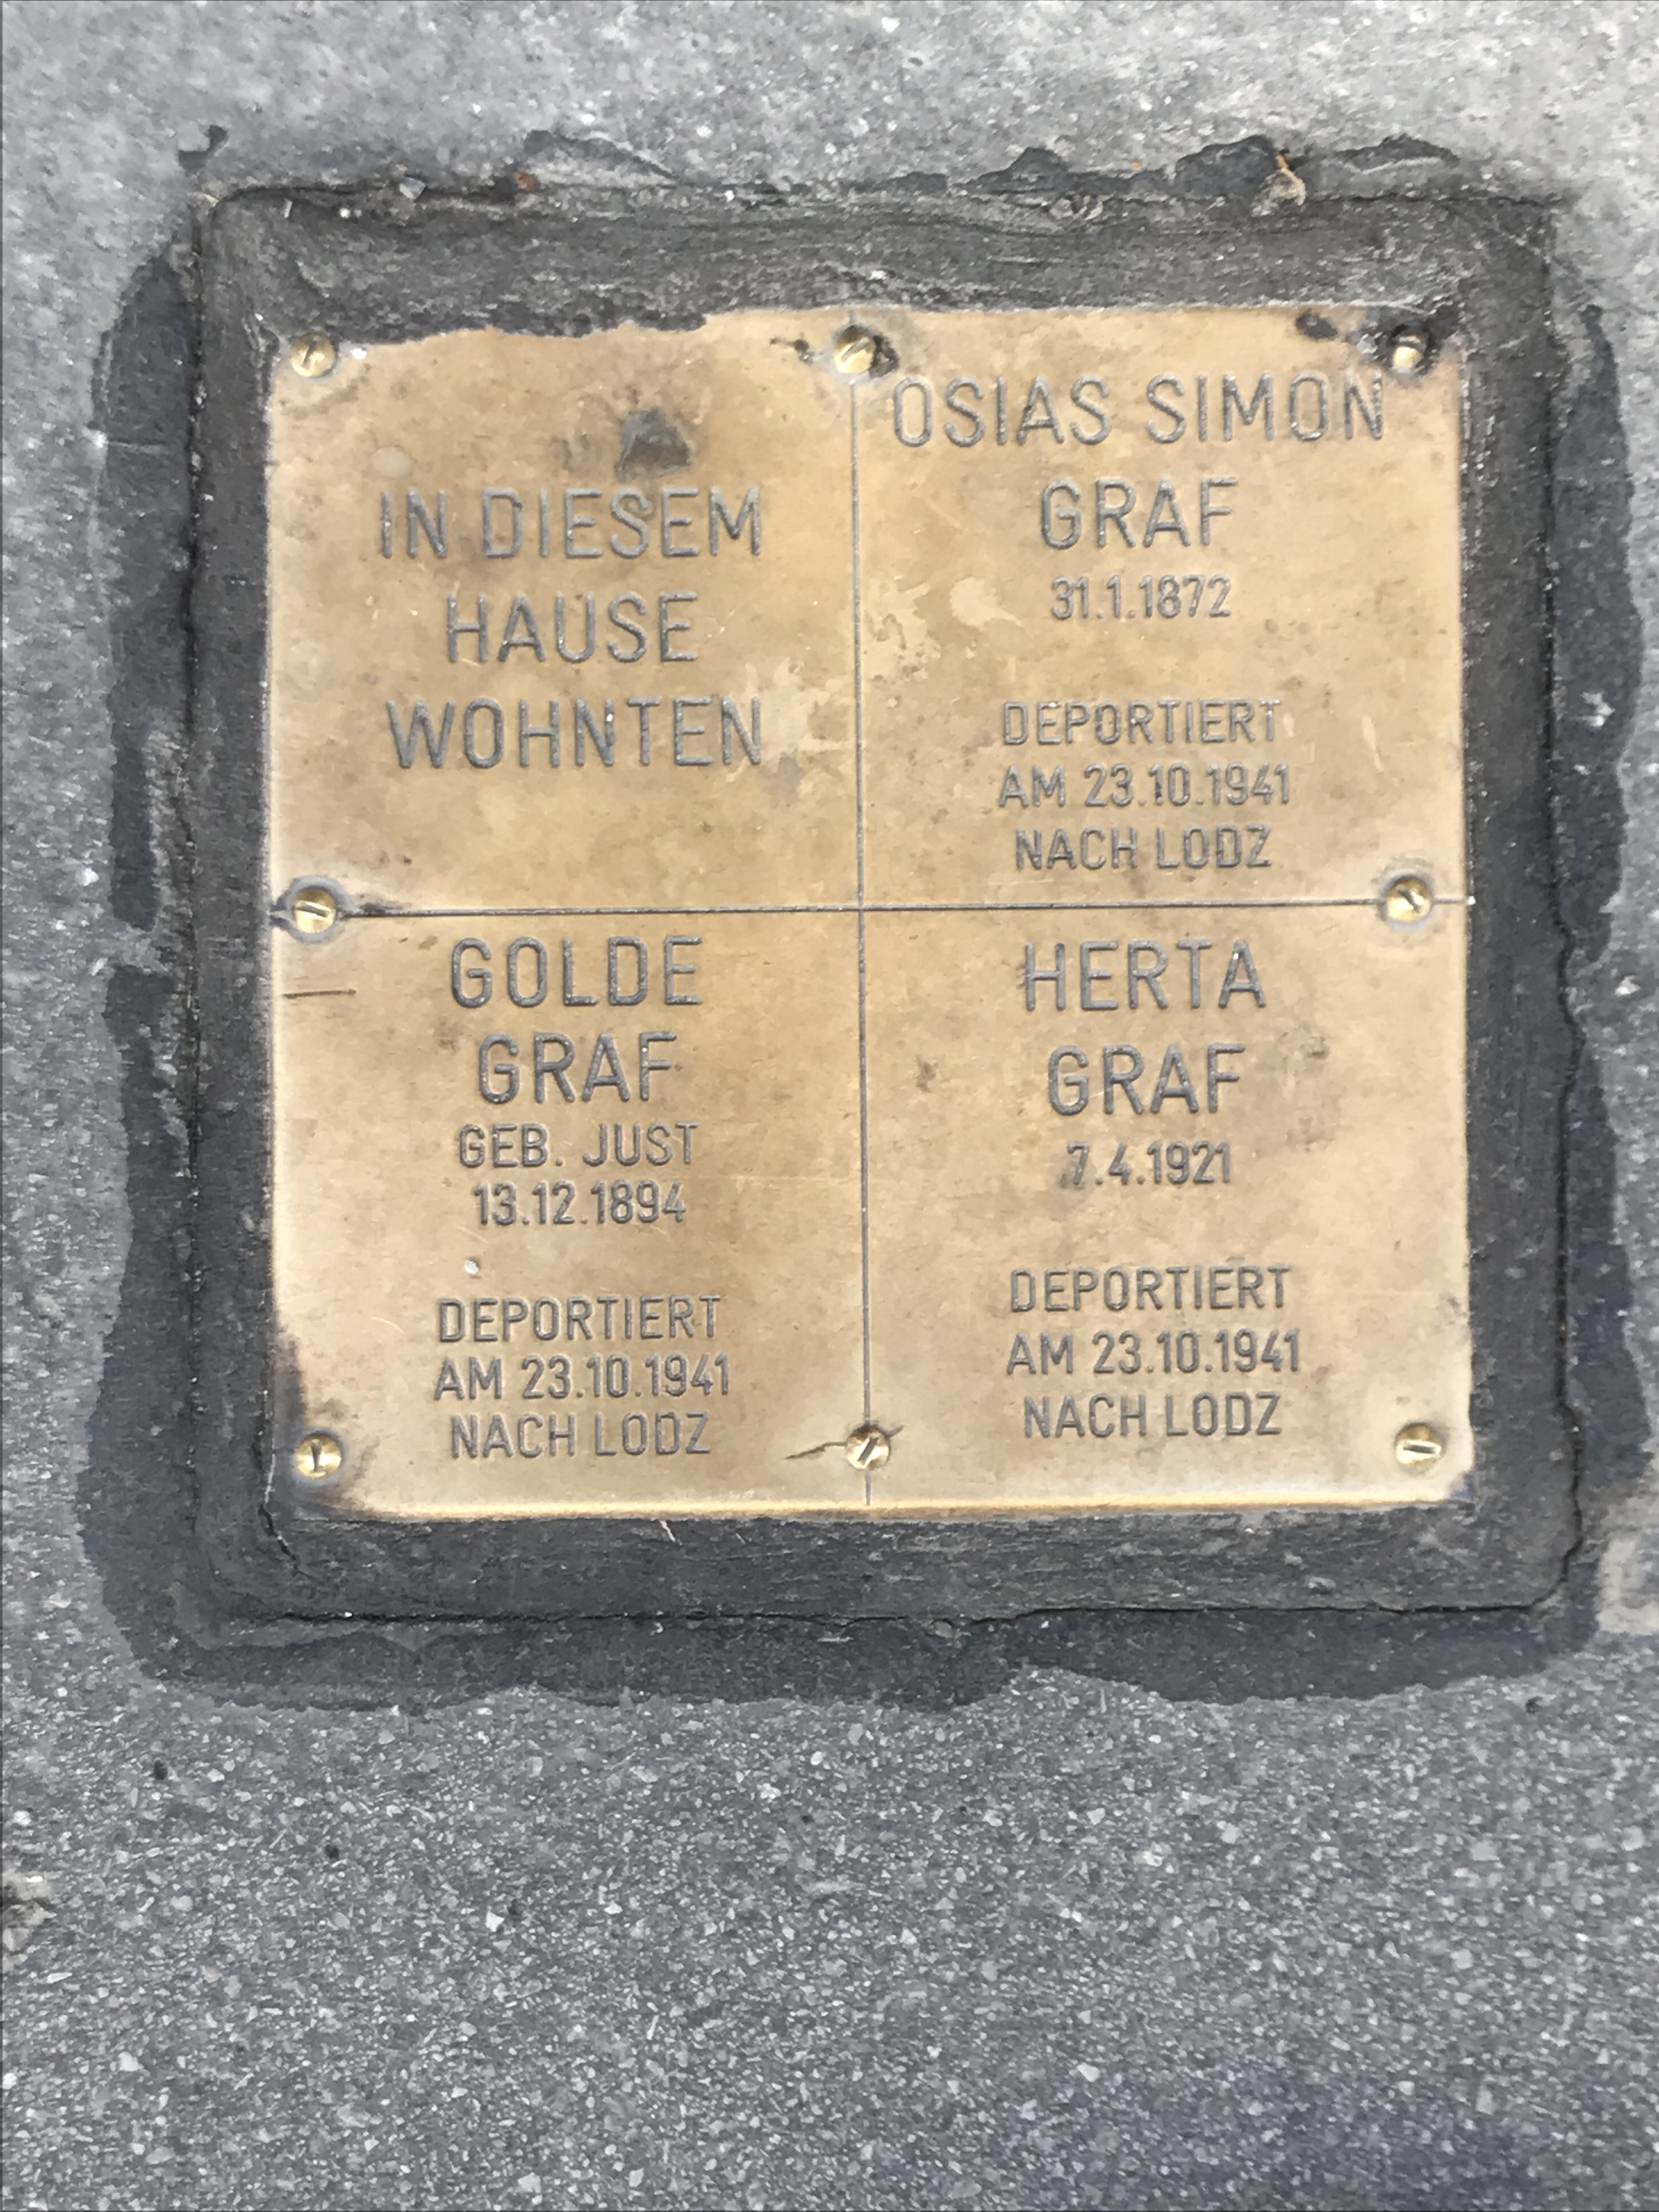 IN DIESEM
HAUSE
WOHNTEN
OSIAS SIMON
GRAF
31.1.1872
DEPORTIERT
AM 23.10.1941
NACH LODZ
GOLDE
GRAF
GEB. JUST
13.12.1894
DEPORTIERT
AM 23.10.1941
NACH LODZ
HERTA
GRAF
7.4.1921
DEPORTIERT
AM 23.10.1941
NACH LODZ